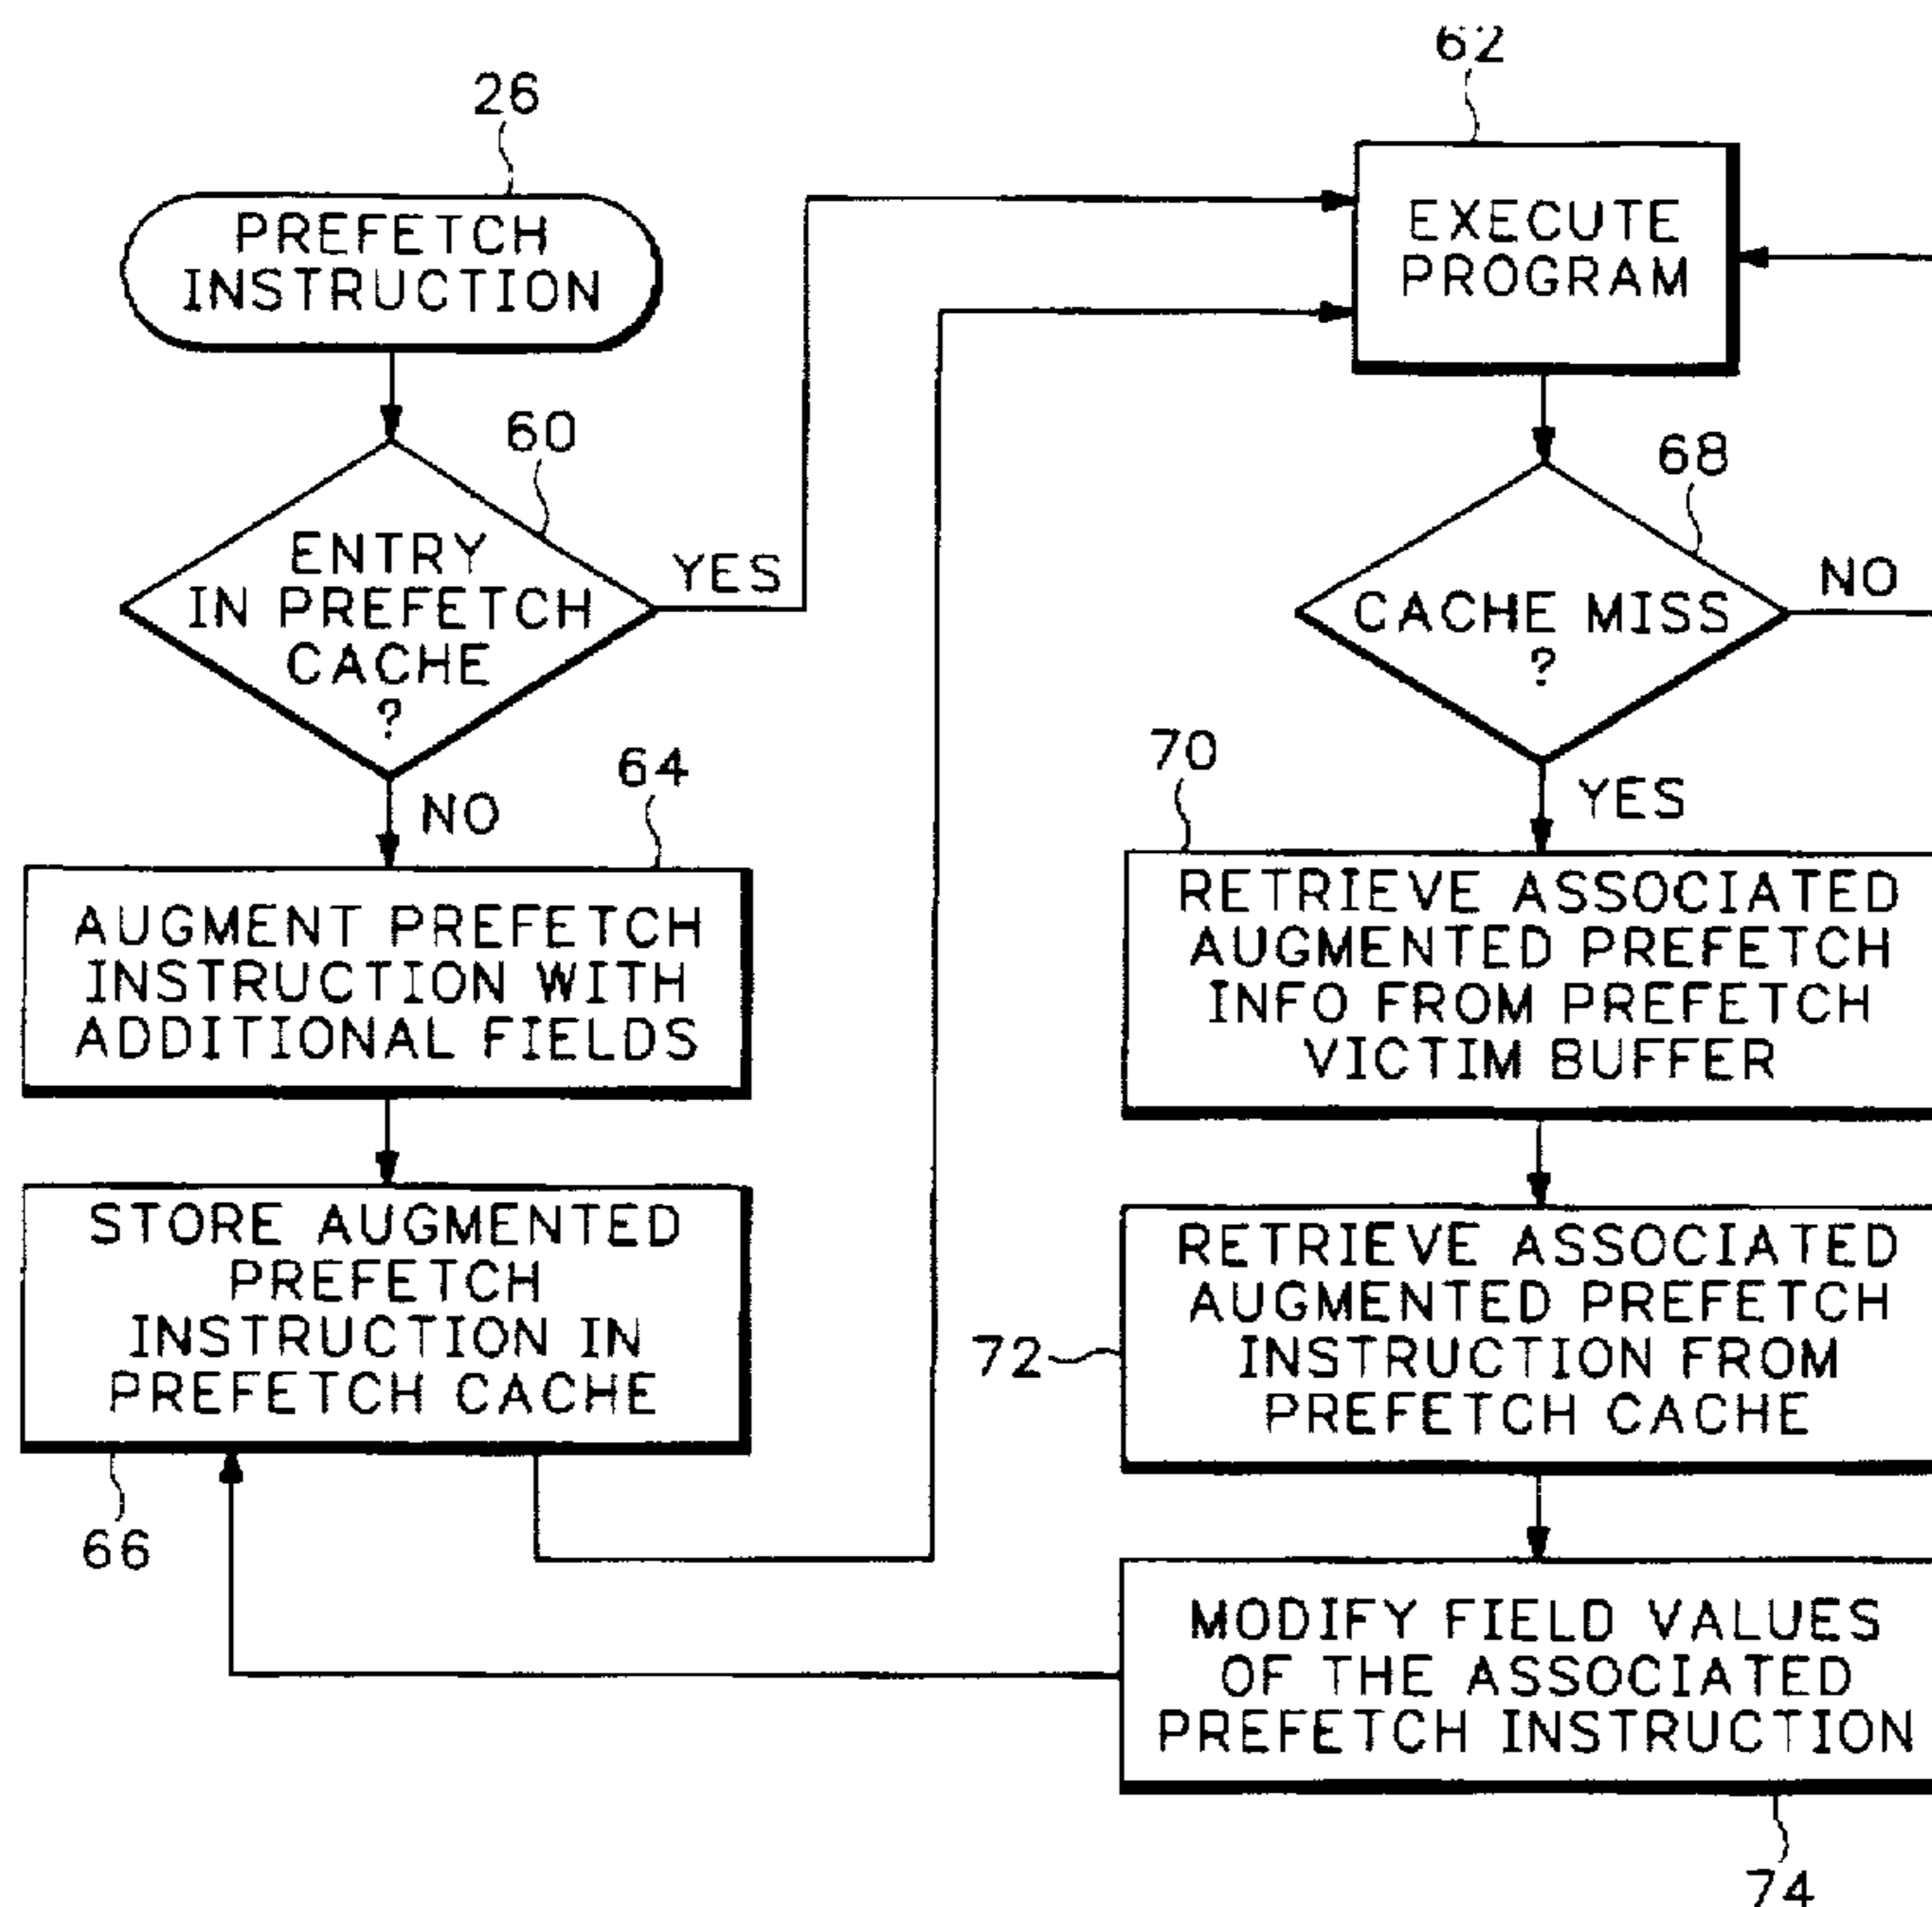 26
PREFETCH
INSTRUCTION
60
ENTRY
IN PREFETCH
CACHE
?
YES
NO
64
AUGMENT PREFETCH
INSTRUCTION WITH
ADDITIONAL FIELDS
STORE AUGMENTED
PREFETCH
INSTRUCTION IN
PREFETCH CACHE
66
62
EXECUTE
PROGRAM
68
CACHE MISS
?
NO
YES
70
RETRIEVE ASSOCIATED
AUGMENTED PREFETCH
INFO FROM PREFETCH
VICTIM BUFFER
72
RETRIEVE ASSOCIATED
AUGMENTED PREFETCH
INSTRUCTION FROM
PREFETCH CACHE
MODIFY FIELD VALUES
OF THE ASSOCIATED
PREFETCH INSTRUCTION
74